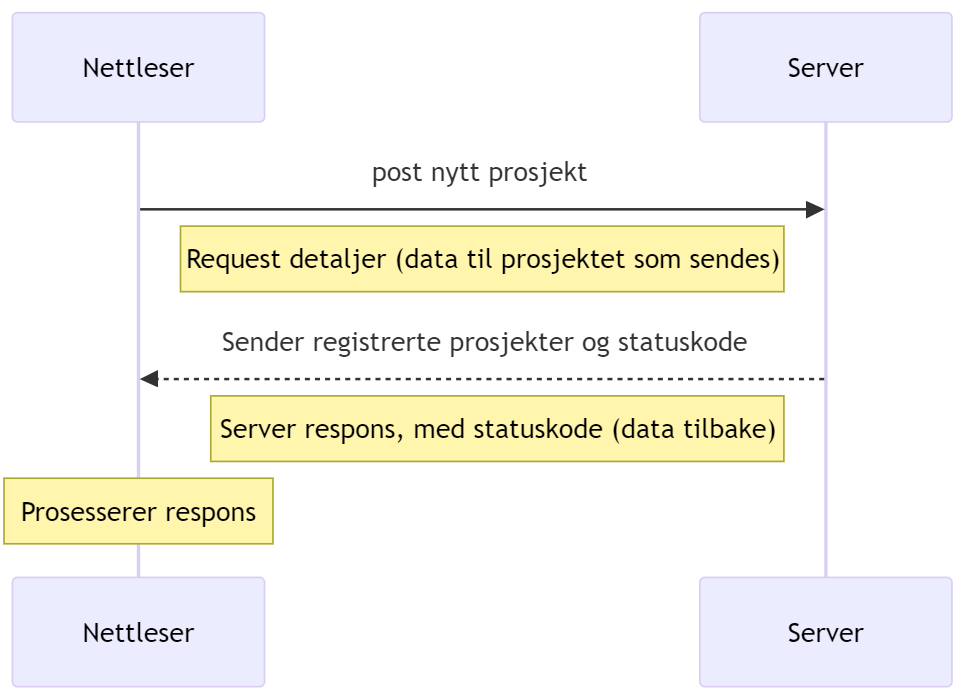 Nettleser
Server
post nytt prosjekt
Request detaljer (data til prosjektet som sendes)
Sender registrerte prosjekter og statuskode
Server respons, med statuskode (data tilbake)
Prosesserer respons
Nettleser
Server